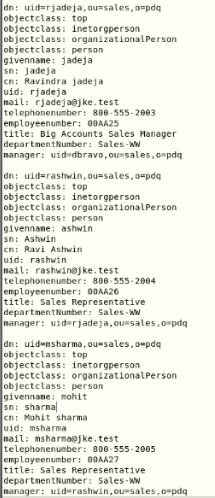 dn: uid=rjadeja,ou=sales,o=pdq
objectclass: top
objectclass: inetorgperson
objectclass: organizationalPerson
objectclass: person
givenname: jadeja
sn: jadeja
cn: Ravindra jadeja
uid: rjadeja
mail: rjadeja@jke.test
telephonenumber: 800-555-2003
employeenumber: 00AA25
title: Big Accounts Sales Manager
departmentNumber: Sales-WW
manager: uid=dbravo,ou=sales,o=pdq

dn: uid=rashwin,ou=sales,o=pdq
objectclass: top
objectclass: inetorgperson
objectclass: organizationalPerson
objectclass: person
givenname: ashwin
sn: Ashwin
cn: Ravi Ashwin
uid: rashwin
mail: rashwin@jke.test
telephonenumber: 800-555-2004
employeenumber: 00AA26
title: Sales Representative
departmentNumber: Sales-WW
manager: uid=rjadeja,ou=sales,o=pdq

dn: uid=msharma,ou=sales,o=pdq
objectclass: top
objectclass: inetorgperson
objectclass: organizationalPerson
objectclass: person
givenname: mohit
sn: sharma
cn: Mohit sharma
uid: msharma
mail: msharma@jke.test
telephonenumber: 800-555-2005
employeenumber: 00AA27
title: Sales Representative
departmentNumber: Sales-WW
manager: uid=rashwin,ou=sales,o=pdq